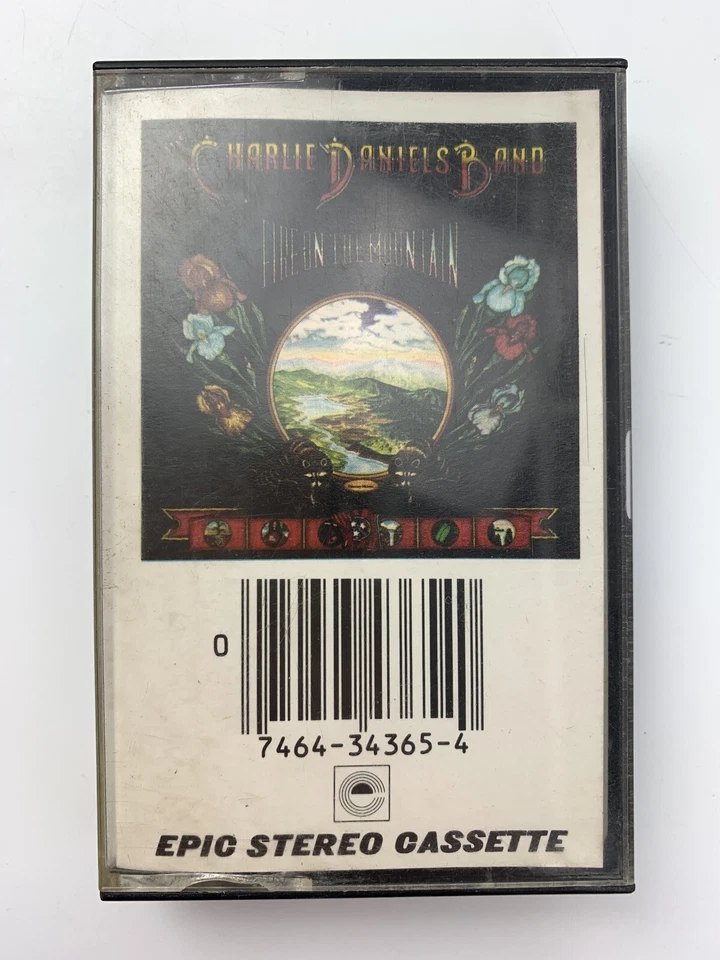 CHARLIE DANIELS BAND
FIRE ON THE MOUNTAIN
0
7464-34365-4
EPIC STEREO CASSETTE